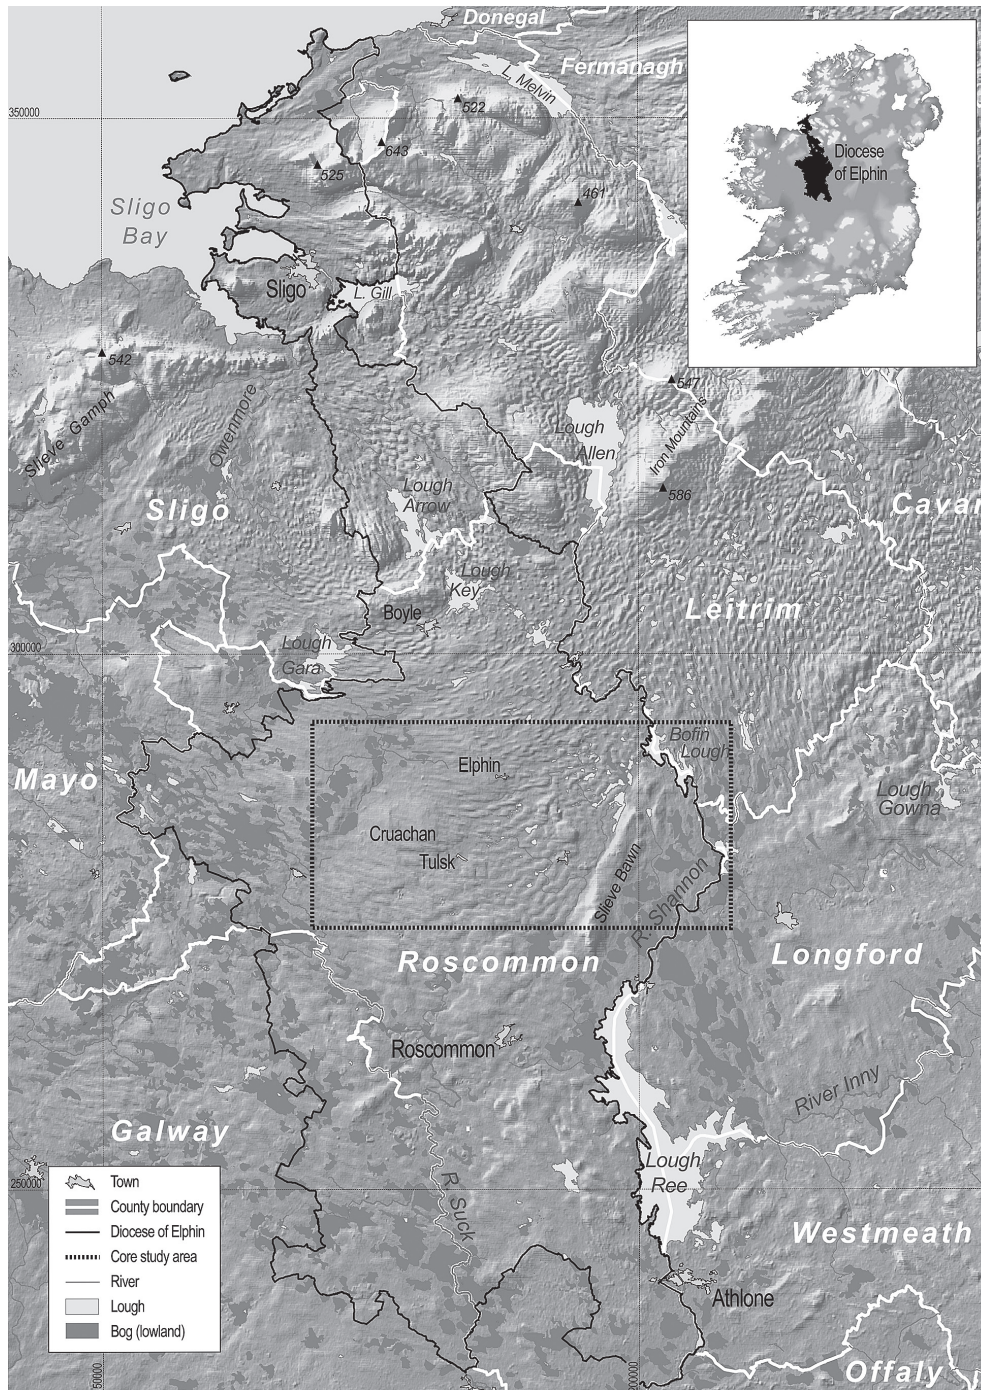 Donegal
Fermanagh
L. Melvin
522
350000
643
525
461
Diocese
of Elphin
Sligo
Bay
Sligo
L. Gill
542
547
Slieve Gamph
Owenmore
Iron Mountains
Lough
Allen
586
Lough
Arrow
Sligo
Cavan
Lough
Key
Leitrim
Boyle
300000
Lough
Gara
Bofin
Lough
Elphin
Mayo
Lough
Gowna
Cruachan
Tulsk
Slieve Bawn
R. Shannon
Roscommon
Longford
Roscommon
River Inny
Galway
Lough
Ree
R. Suck
250000
Westmeath
Athlone
Offaly
Town
County boundary
Diocese of Elphin
Core study area
River
Lough
Bog (lowland)
200000